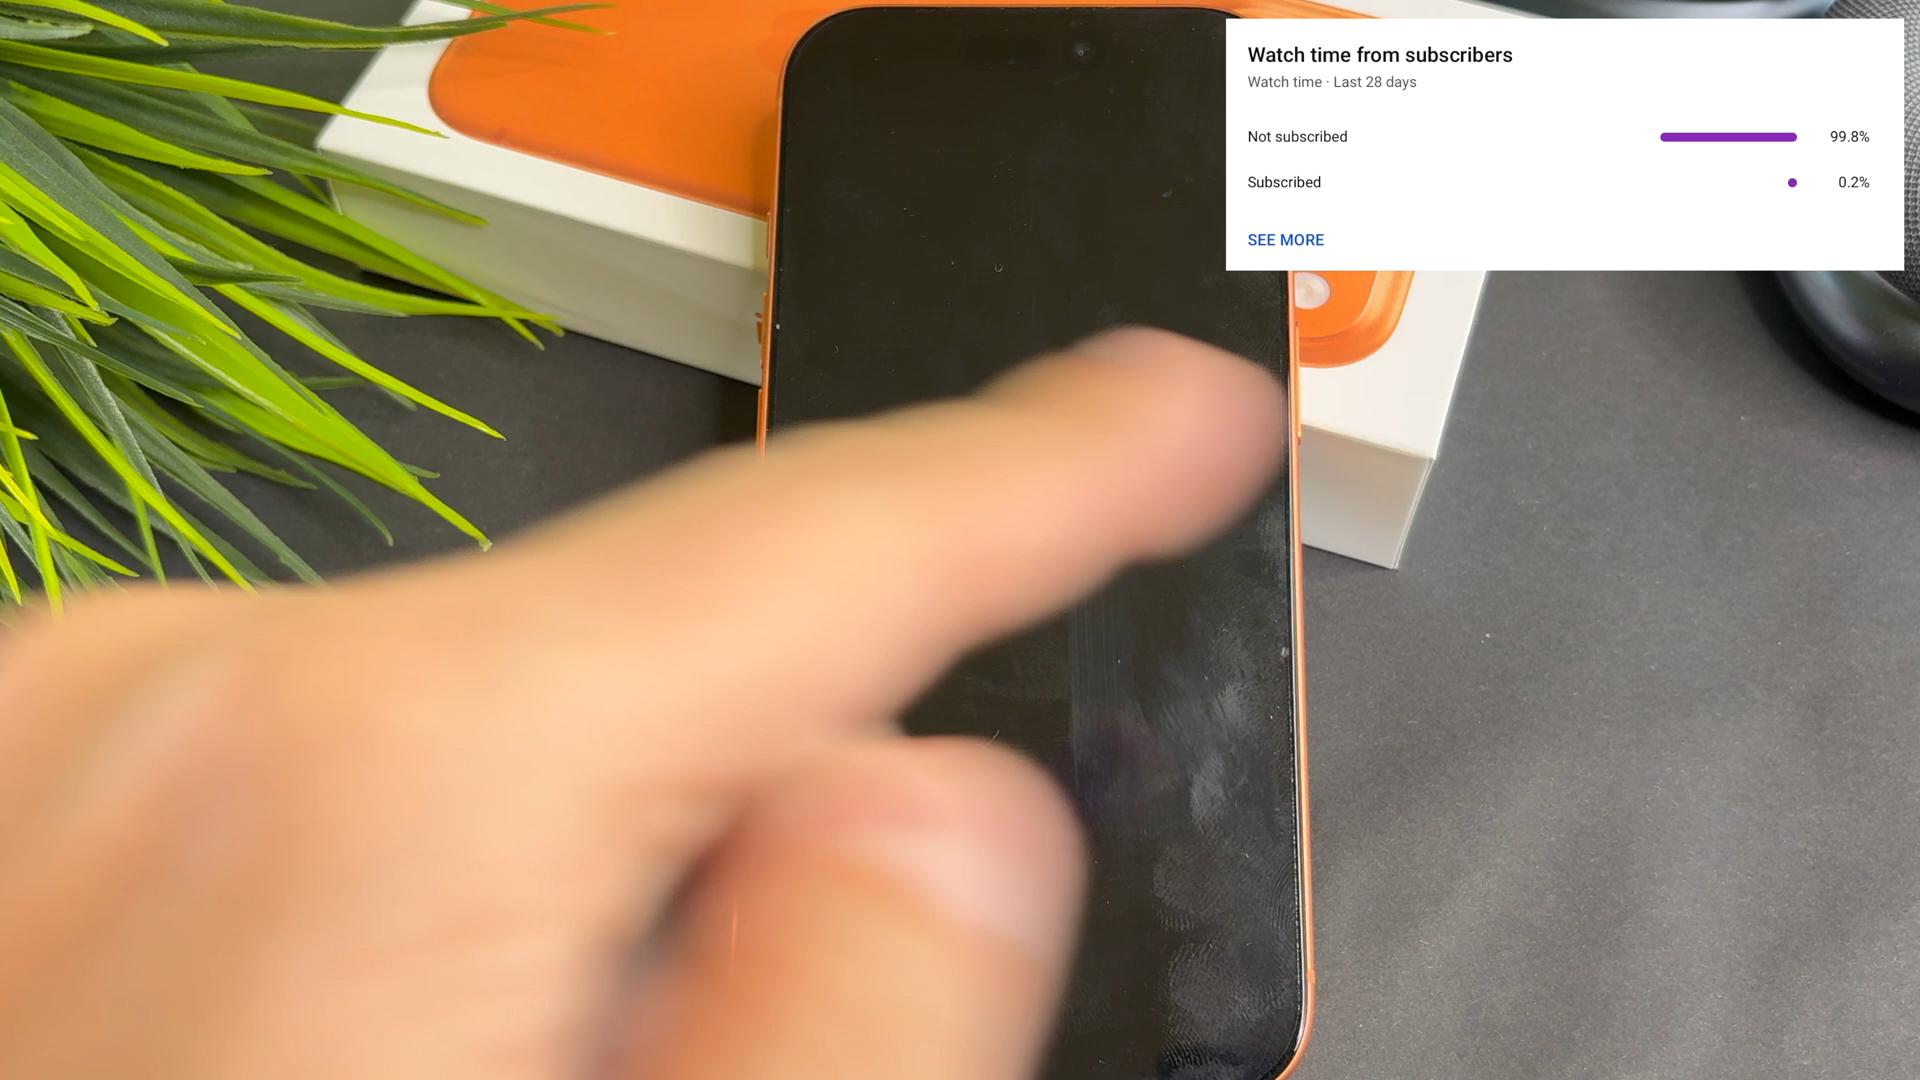 Watch time from subscribers
Watch time · Last 28 days
Not subscribed 99.8%
Subscribed 0.2%
SEE MORE